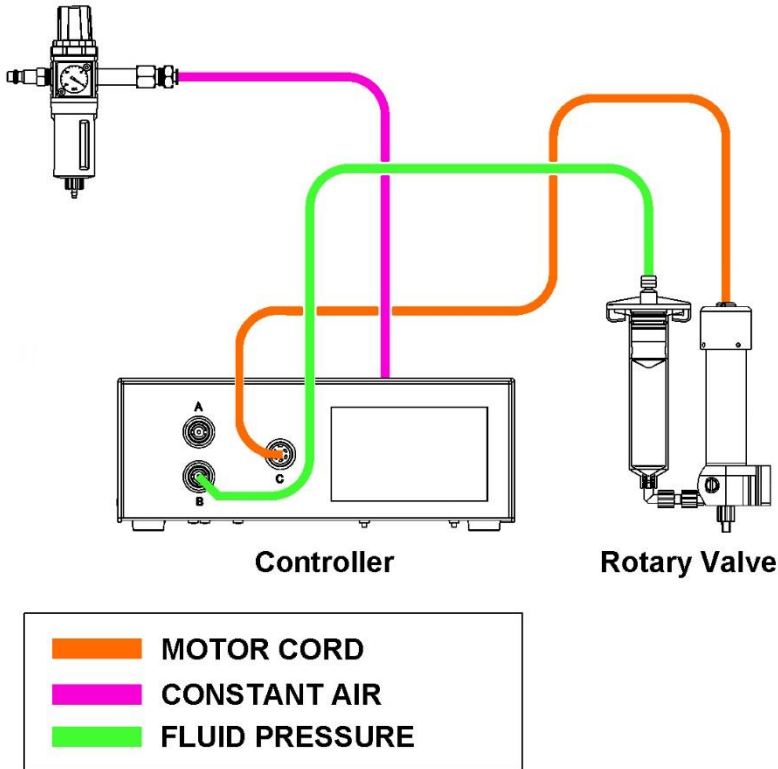 A
B
C
Controller
Rotary Valve
MOTOR CORD
CONSTANT AIR
FLUID PRESSURE